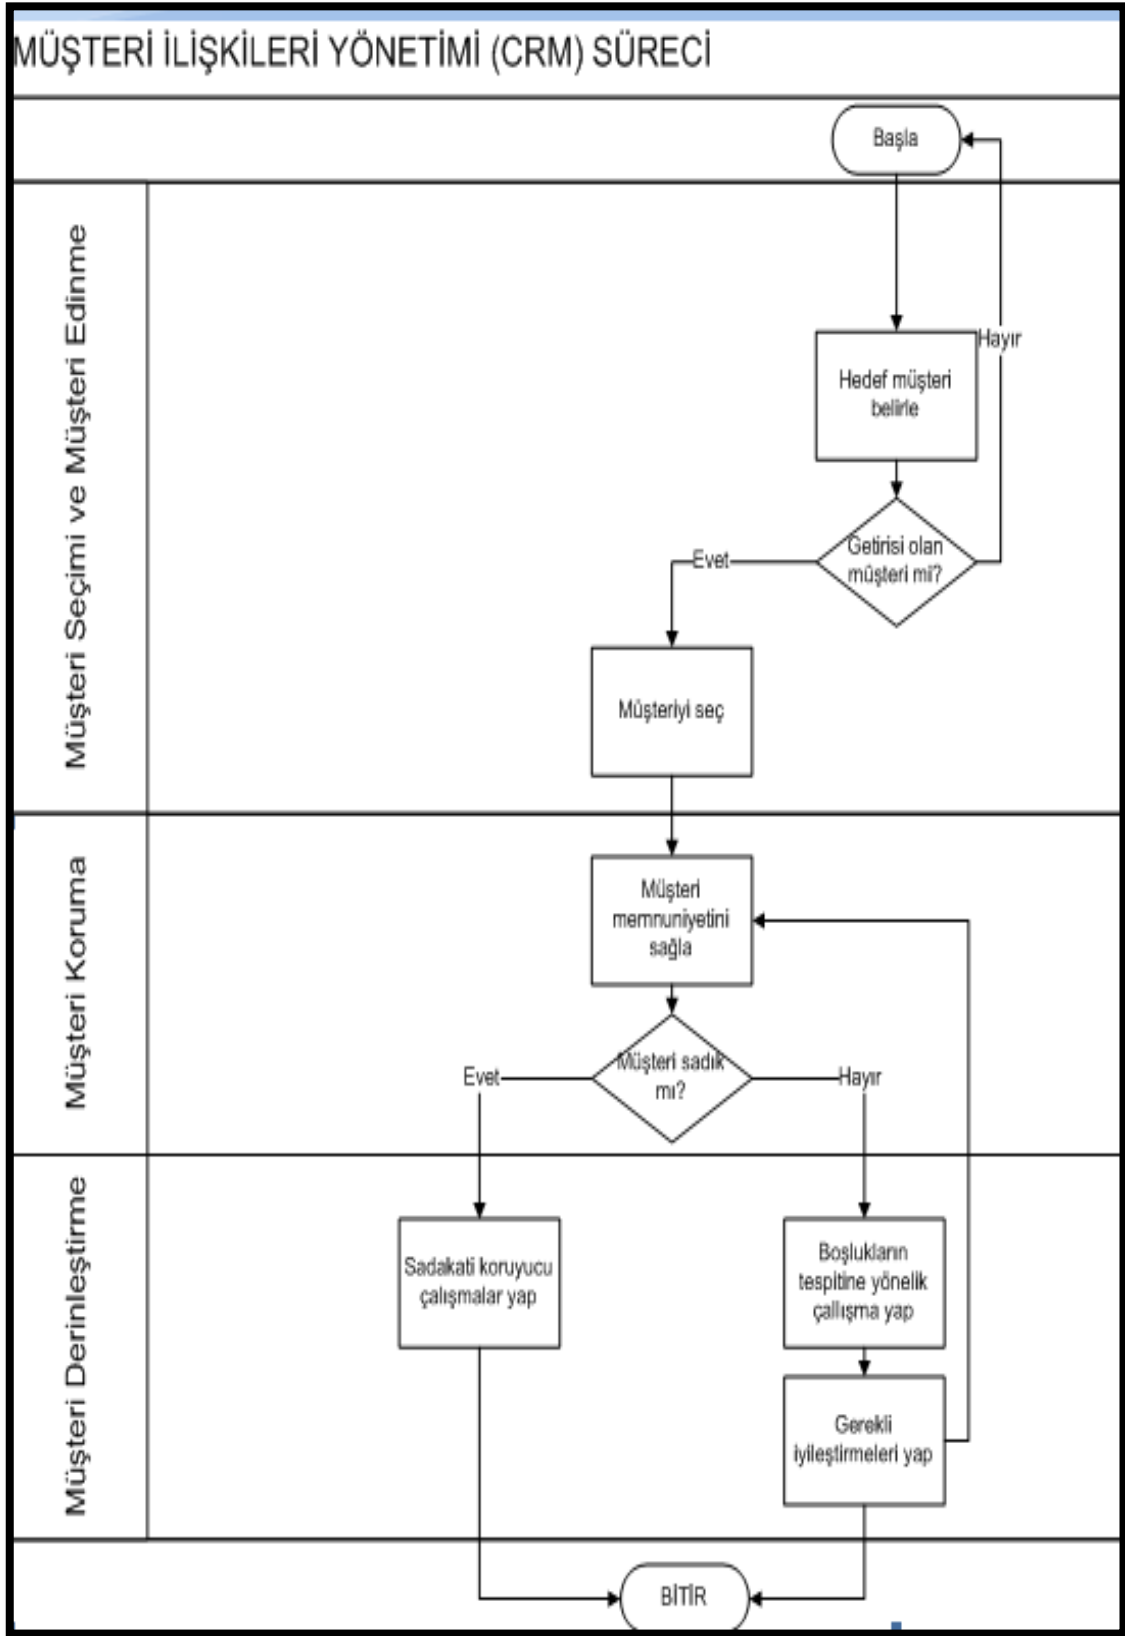 MÜŞTERİ İLİŞKİLERİ YÖNETİMİ (CRM) SÜRECİ
Başla
Müşteri Seçimi ve Müşteri Edinme
Hayır
Hedef müşteri
belirle
Getirisi olan
müşteri mi?
Evet
Müşteriyi seç
Müşteri Koruma
Müşteri
memnuniyetini
sağla
Müşteri sadık
mı?
Evet
Hayır
Müşteri Derinleştirme
Sadakati koruyucu
çalışmalar yap
Boşlukların
tespitine yönelik
çallışma yap
Gerekli
iyileştirmeleri yap
BİTİR